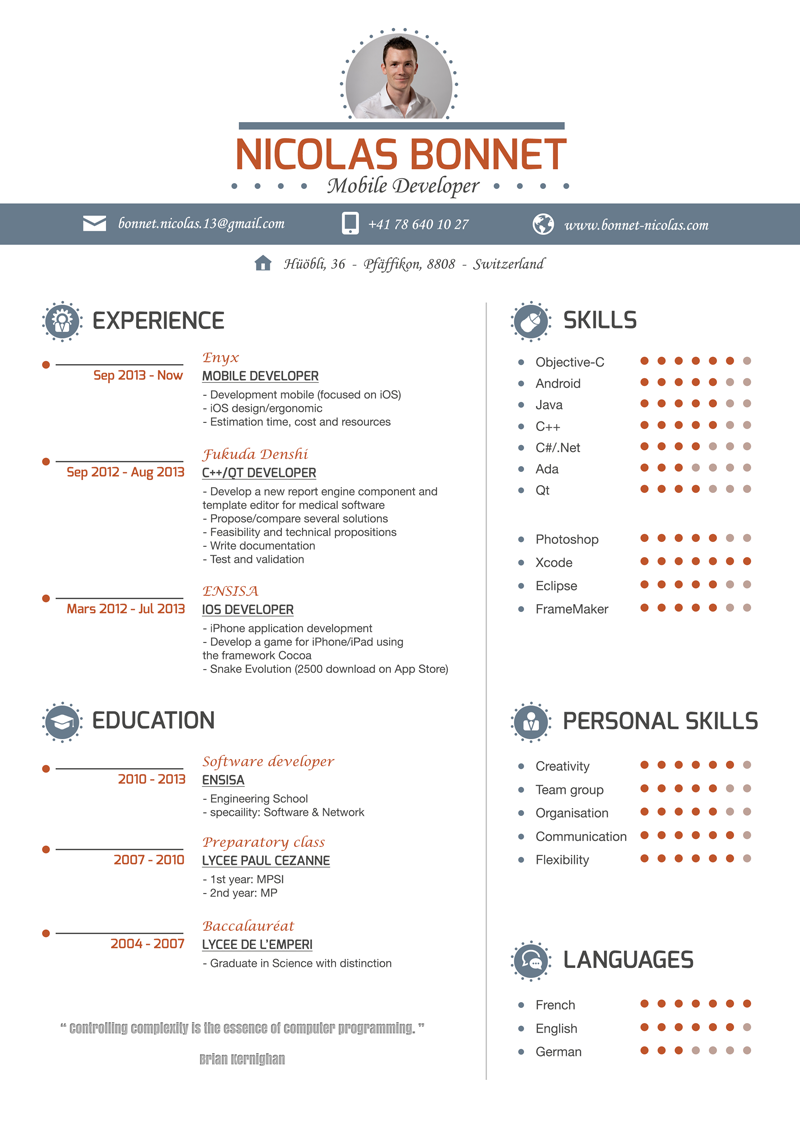 NICOLAS BONNET
Mobile Developer
bonnet.nicolas.13@gmail.com
+41 78 640 10 27
www.bonnet-nicolas.com
Hüöbli, 36 - Pfäffikon, 8808 - Switzerland
EXPERIENCE
Enyx
Sep 2013 - Now
MOBILE DEVELOPER
- Development mobile (focused on iOS)
- iOS design/ergonomic
- Estimation time, cost and resources
Fukuda Denshi
Sep 2012 - Aug 2013
C++/QT DEVELOPER
- Develop a new report engine component and
template editor for medical software
- Propose/compare several solutions
- Feasibility and technical propositions
- Write documentation
- Test and validation
ENSISA
Mars 2012 - Jul 2013
IOS DEVELOPER
- iPhone application development
- Develop a game for iPhone/iPad using
the framework Cocoa
- Snake Evolution (2500 download on App Store)
EDUCATION
Software developer
2010 - 2013
ENSISA
- Engineering School
- specaility: Software & Network
Preparatory class
2007 - 2010
LYCEE PAUL CEZANNE
- 1st year: MPSI
- 2nd year: MP
Baccalauréat
2004 - 2007
LYCEE DE L'EMPERI
- Graduate in Science with distinction
“ Controlling complexity is the essence of computer programming. ”
Brian Kernighan
SKILLS
Objective-C
Android
Java
C++
C#/.Net
Ada
Qt
Photoshop
Xcode
Eclipse
FrameMaker
PERSONAL SKILLS
Creativity
Team group
Organisation
Communication
Flexibility
LANGUAGES
French
English
German